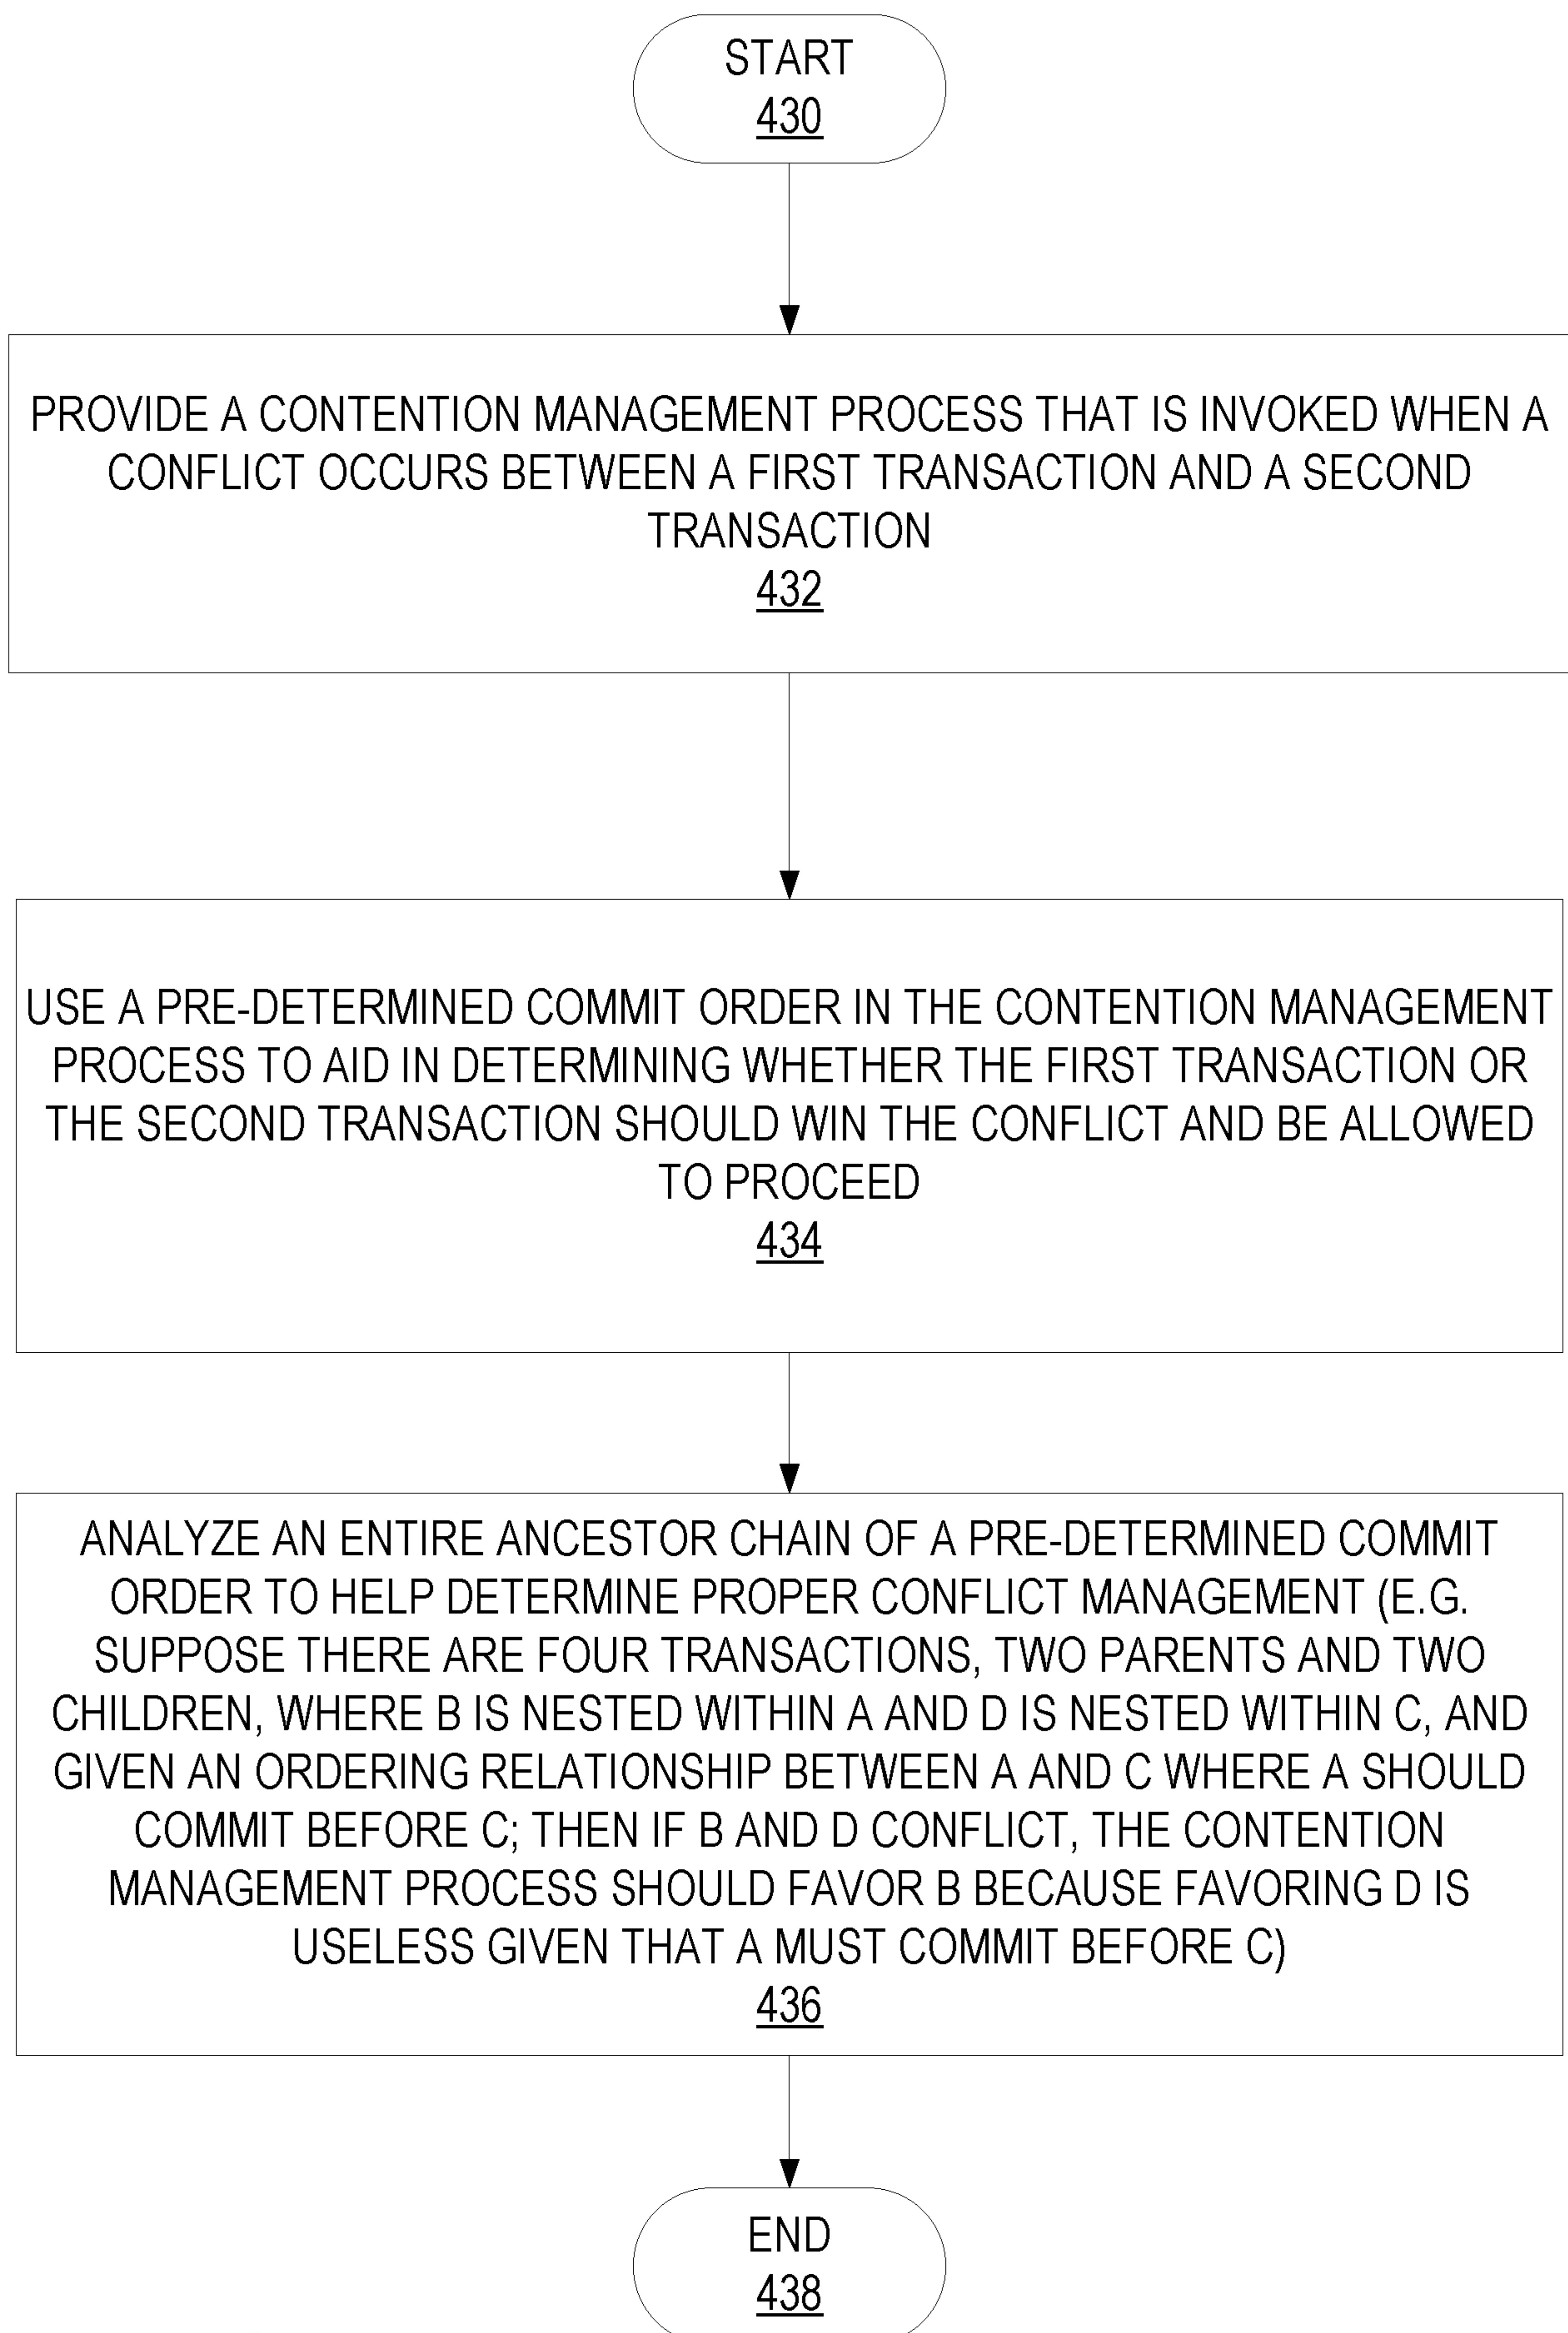 START
430
PROVIDE A CONTENTION MANAGEMENT PROCESS THAT IS INVOKED WHEN A
CONFLICT OCCURS BETWEEN A FIRST TRANSACTION AND A SECOND
TRANSACTION
432
USE A PRE-DETERMINED COMMIT ORDER IN THE CONTENTION MANAGEMENT
PROCESS TO AID IN DETERMINING WHETHER THE FIRST TRANSACTION OR
THE SECOND TRANSACTION SHOULD WIN THE CONFLICT AND BE ALLOWED
TO PROCEED
434
ANALYZE AN ENTIRE ANCESTOR CHAIN OF A PRE-DETERMINED COMMIT
ORDER TO HELP DETERMINE PROPER CONFLICT MANAGEMENT (E.G.
SUPPOSE THERE ARE FOUR TRANSACTIONS, TWO PARENTS AND TWO
CHILDREN, WHERE B IS NESTED WITHIN A AND D IS NESTED WITHIN C, AND
GIVEN AN ORDERING RELATIONSHIP BETWEEN A AND C WHERE A SHOULD
COMMIT BEFORE C; THEN IF B AND D CONFLICT, THE CONTENTION
MANAGEMENT PROCESS SHOULD FAVOR B BECAUSE FAVORING D IS
USELESS GIVEN THAT A MUST COMMIT BEFORE C)
436
END
438